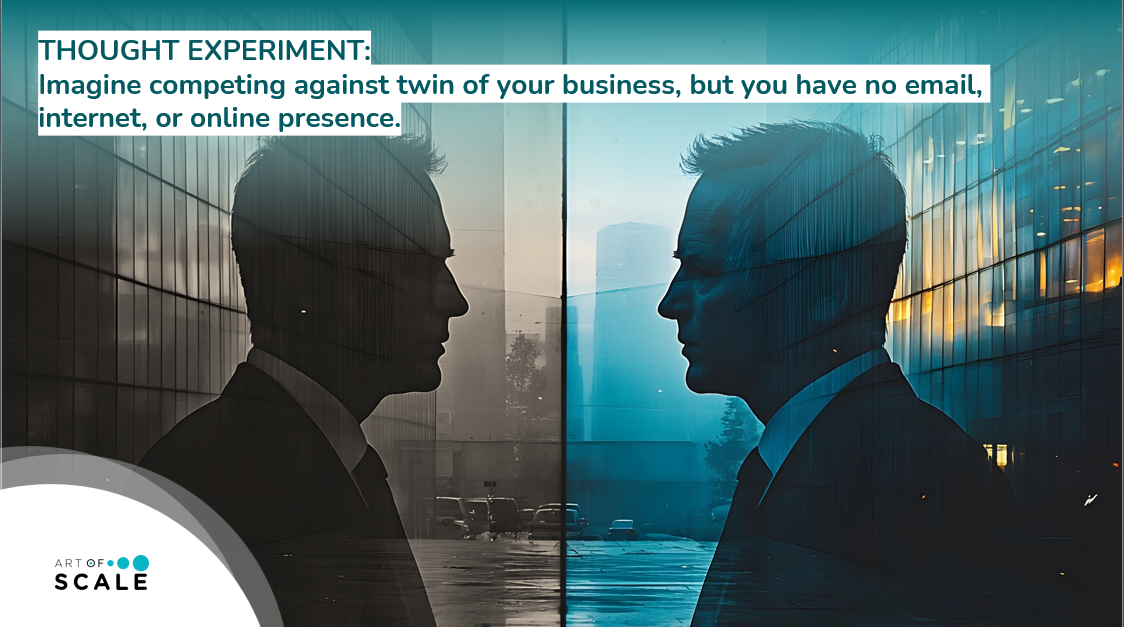 THOUGHT EXPERIMENT:
Imagine competing against twin of your business, but you have no email,
internet, or online presence.
ART OF
SCALE